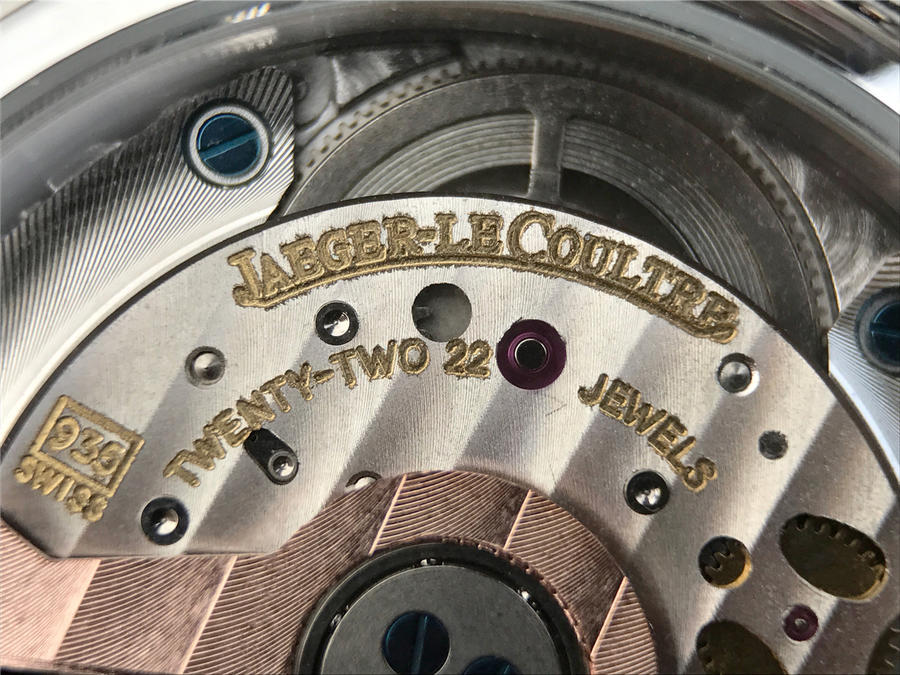 JAEGER-LECOULTRE
TWENTY-TWO 22 JEWELS
935
SWISS